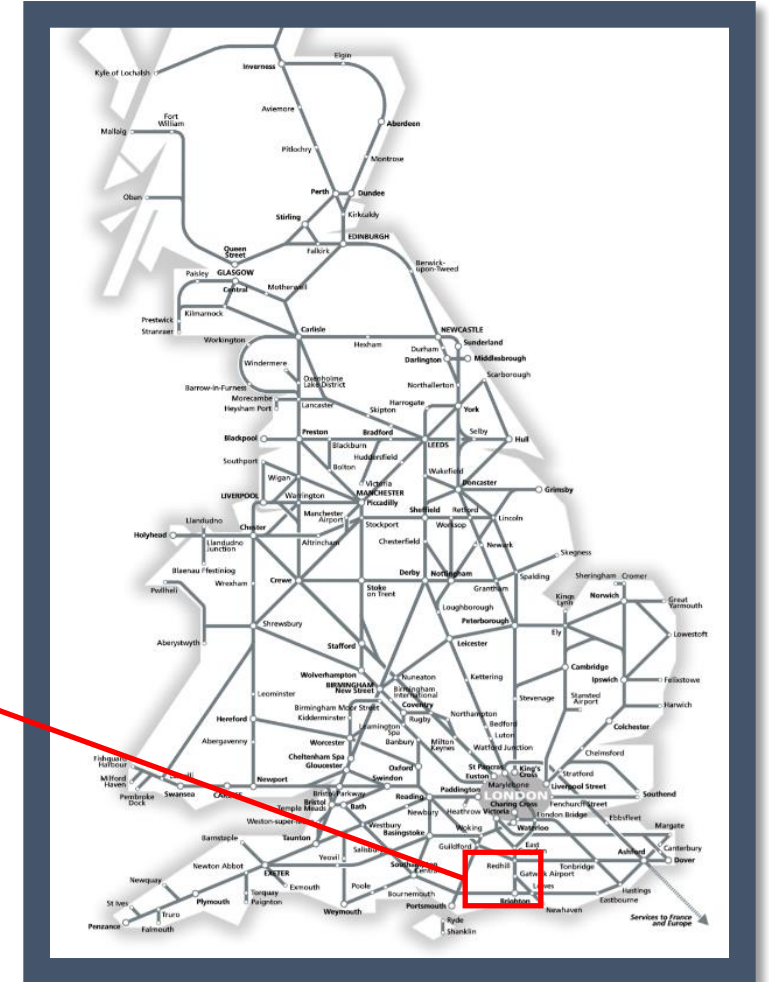 Elgin
Inverness
Kyle of Lochalsh
Aviemore
Fort
William
Aberdeen
Mallaig
Pitlochry
Montrose
Perth
Dundee
Oban
Kirkcaldy
Stirling
EDINBURGH
Queen
Street
Falkirk
Berwick-
upon-Tweed
Paisley
GLASGOW
Central
Motherwell
Kilmarnock
Prestwick
Stranraer
Carlisle
NEWCASTLE
Sunderland
Workington
Hexham
Durham
Darlington
Middlesbrough
Windermere
Scarborough
Oxenholme
Lake District
Northallerton
Barrow-in-Furness
Morecambe
Heysham Port
Lancaster
Harrogate
York
Skipton
Blackpool
Preston
Bradford
Selby
Hull
Blackburn
LEEDS
Huddersfield
Southport
Bolton
Wakefield
Wigan
Victoria
Doncaster
MANCHESTER
Piccadilly
Grimsby
LIVERPOOL
Warrington
Manchester
Airport
Sheffield
Retford
Llandudno
Stockport
Worksop
Lincoln
Holyhead
Chester
Llandudno
Junction
Altrincham
Chesterfield
Newark
Skegness
Blaenau Ffestiniog
Derby
Nottingham
Spalding
Sheringham
Cromer
Wrexham
Crewe
Stoke
on Trent
Grantham
Kings
Lynn
Norwich
Great
Yarmouth
Pwllheli
Loughborough
Peterborough
Shrewsbury
Ely
Lowestoft
Aberystwyth
Stafford
Leicester
Cambridge
Wolverhampton
Nuneaton
Kettering
Ipswich
Felixstowe
BIRMINGHAM
New Street
Birmingham
International
Leominster
Stevenage
Stansted
Airport
Harwich
Birmingham Moor Street
Coventry
Kidderminster
Rugby
Northampton
Hereford
Leamington
Spa
Bedford
Colchester
Worcester
Banbury
Milton
Keynes
Luton
Abergavenny
Watford Junction
Chelmsford
Cheltenham Spa
Gloucester
Fishguard
Harbour
Oxford
St Pancras
King's
Cross
Stratford
Milford
Haven
Newport
Swindon
Euston
Marylebone
Liverpool Street
Pembroke
Dock
Swansea
Bristol Parkway
Reading
Paddington
LONDON
Southend
Bristol
Temple Meads
Bath
Newbury
Heathrow
Victoria
Charing Cross
Fenchurch Street
London Bridge
Ebbsfleet
Weston-super-
Westbury
Basingstoke
Woking
Waterloo
Margate
Barnstaple
Taunton
Salisbury
Guildford
East
Canterbury
Yeovil
Redhill
Tonbridge
Ashford
Dover
Newton Abbot
EXETER
Gatwick Airport
Newquay
Exmouth
Poole
Bournemouth
Lewes
Hastings
St Ives
Plymouth
Torquay
Paignton
Portsmouth
Brighton
Eastbourne
Truro
Weymouth
Ryde
Newhaven
Services to France
and Europe
Penzance
Falmouth
Shanklin